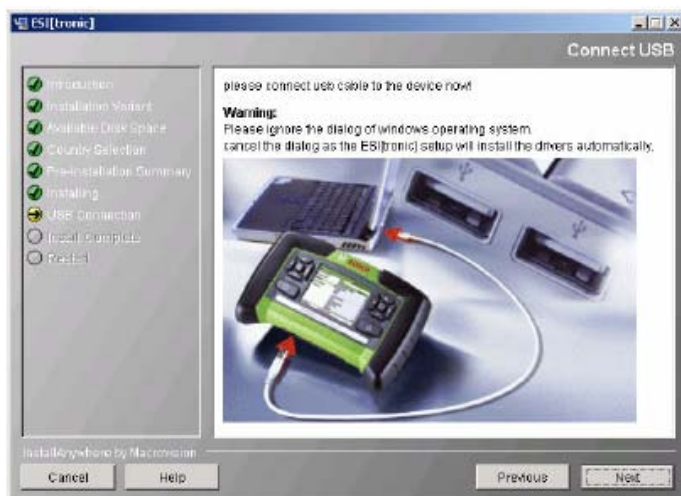 ESI[tronic]
Connect USB
Introduction
Installation Variant
Available Disk Space
Country Selection
Pre-Installation Summary
Installing
USB Connection
Install Complete
Restart
please connect usb cable to the device now!
Warning:
Please ignore the dialog of windows operating system.
cancel the dialog as the ESI[tronic] setup will install the drivers automatically.
BOSCH
InstallAnywhere by Macrovision
Cancel
Help
Previous
Next